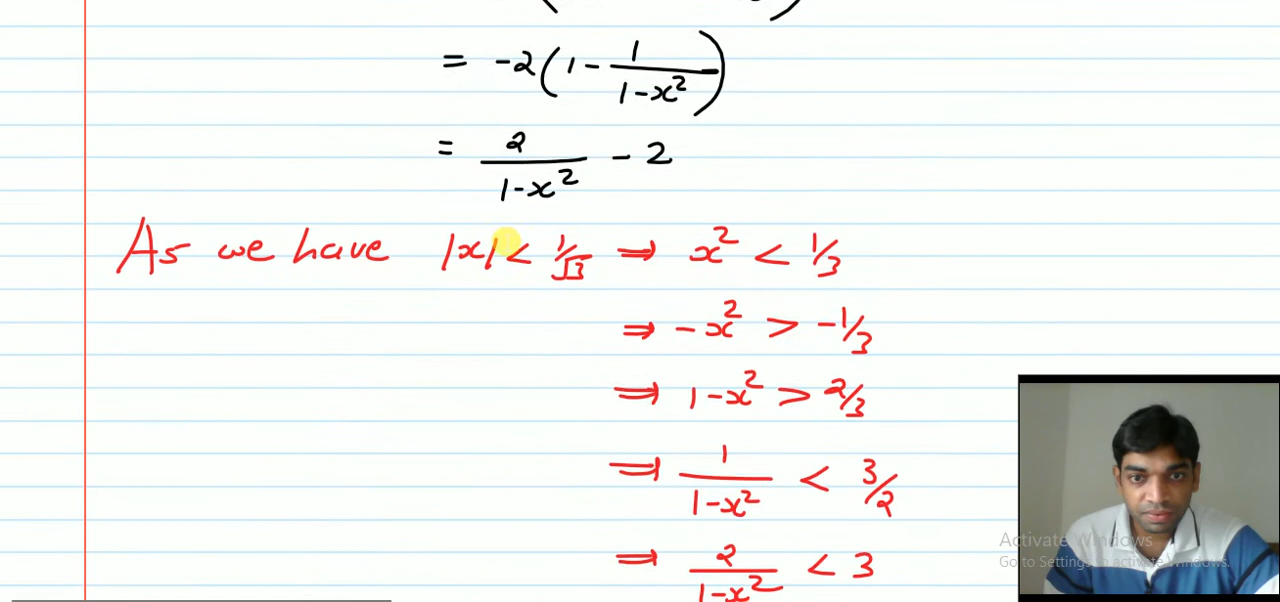 = -2(1 - 1/(1-x²))
= 2/(1-x²) - 2
As we have |x| < 1/√3 ⇒ x² < 1/3
⇒ -x² > -1/3
⇒ 1-x² > 2/3
⇒ 1/(1-x²) < 3/2
Activate Windows
Go to Settings to activate Windows.
⇒ 2/(1-x²) < 3